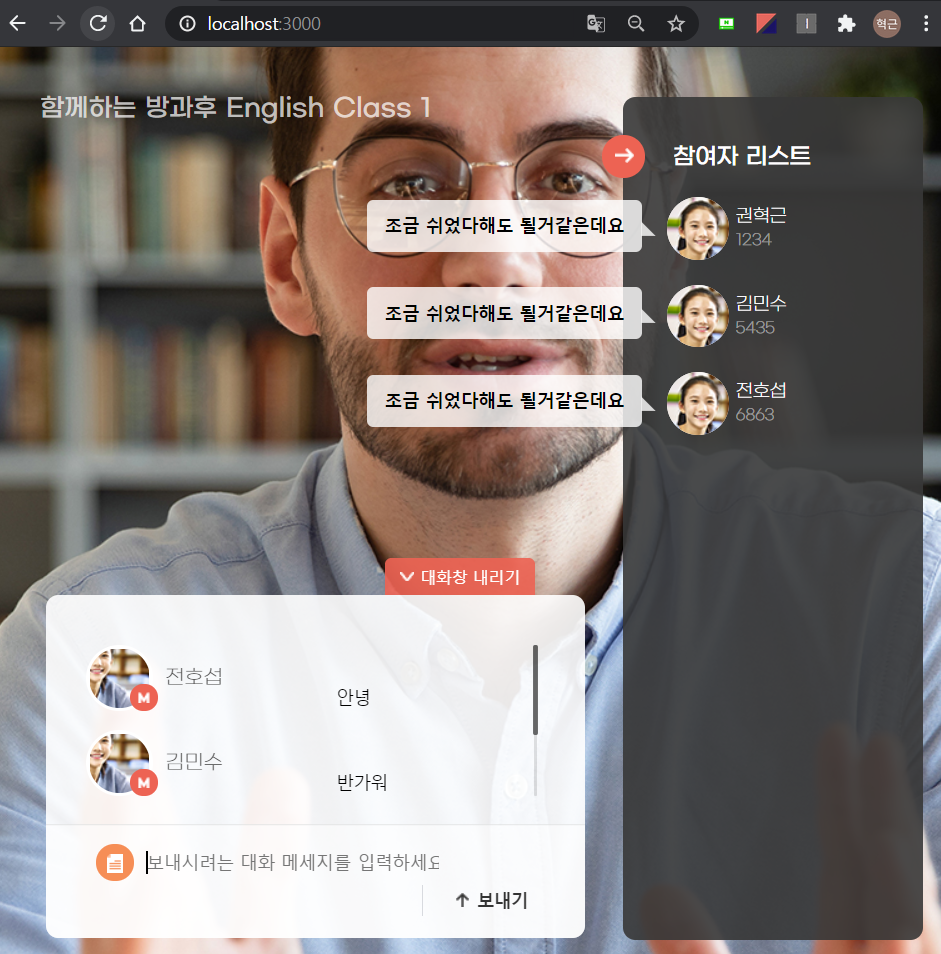 localhost:3000
혁근
함께하는 방과후 English Class 1
참여자 리스트
조금 쉬었다해도 될거같은데요
권혁근
1234
조금 쉬었다해도 될거같은데요
김민수
5435
조금 쉬었다해도 될거같은데요
전호섭
6863
대화창 내리기
전호섭
M
안녕
김민수
M
반가워
보내시려는 대화 메세지를 입력하세요
보내기